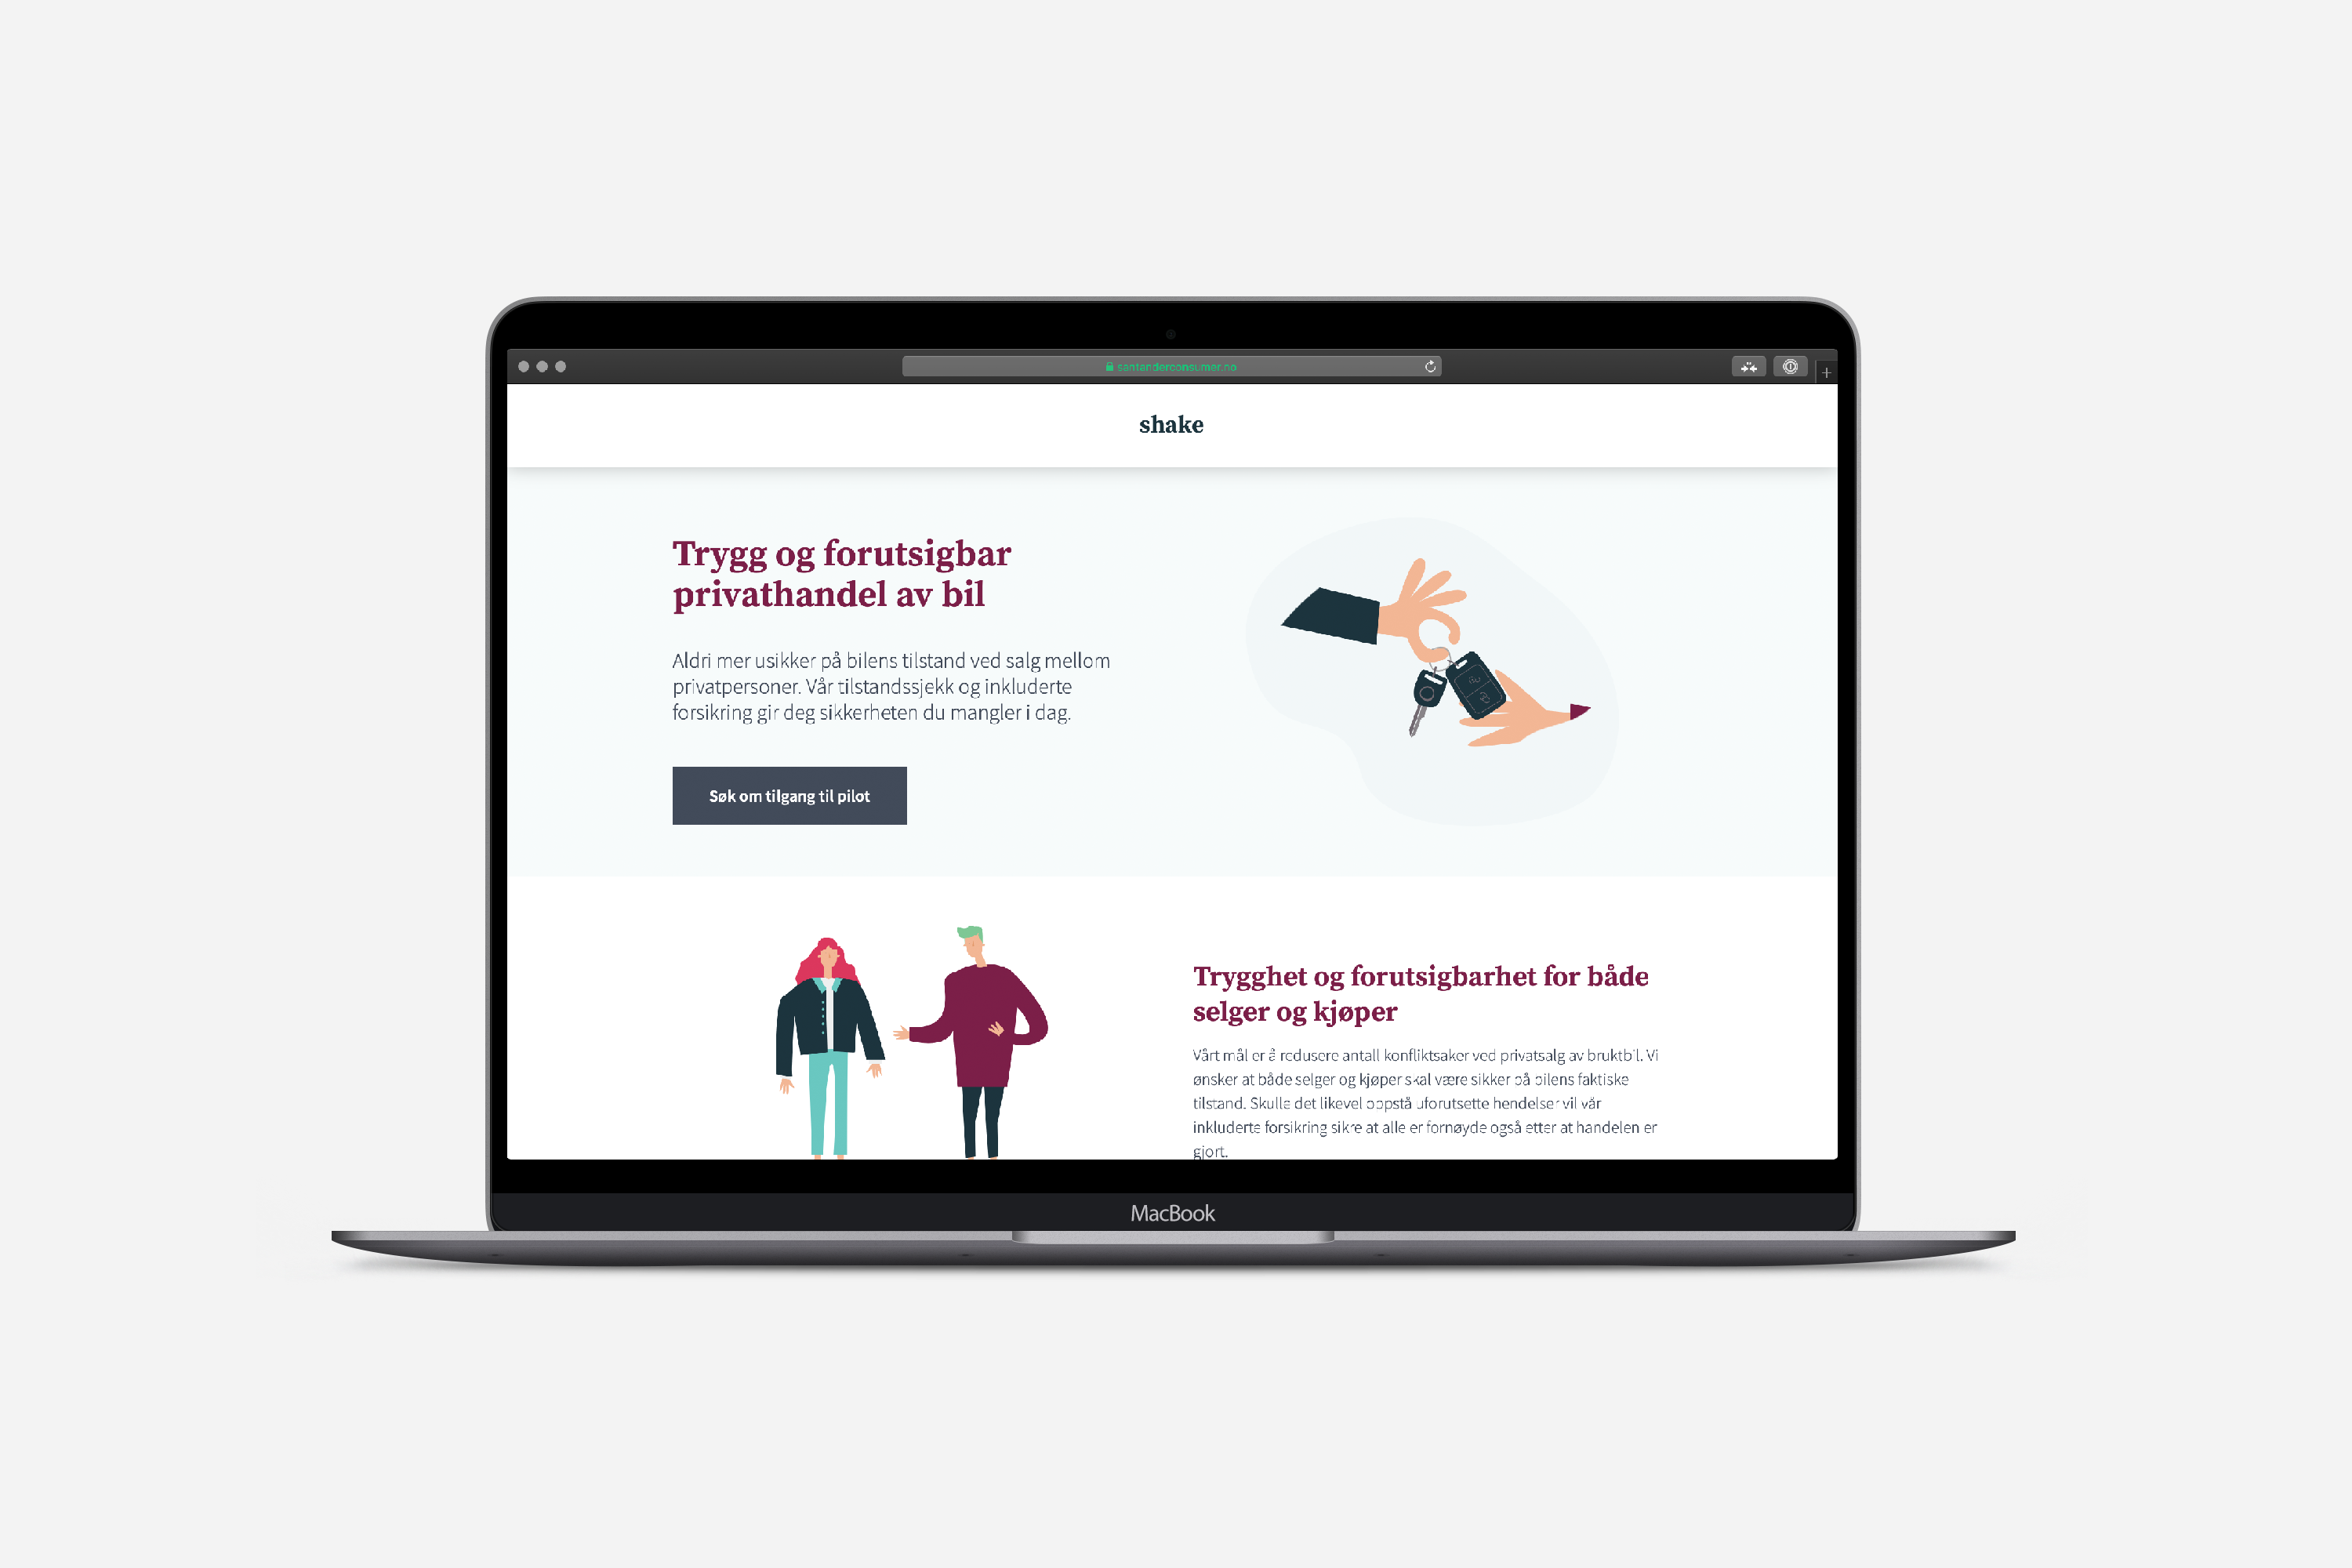 santanderconsumer.no
shake
Trygg og forutsigbar
privathandel av bil
Aldri mer usikker på bilens tilstand ved salg mellom
privatpersoner. Vår tilstandssjekk og inkluderte
forsikring gir deg sikkerheten du mangler i dag.
Søk om tilgang til pilot
Trygghet og forutsigbarhet for både
selger og kjøper
Vårt mål er å redusere antall konfliktsaker ved privatsalg av bruktbil. Vi
ønsker at både selger og kjøper skal være sikker på bilens faktiske
tilstand. Skulle det likevel oppstå uforutsette hendelser vil vår
inkluderte forsikring sikre at alle er fornøyde også etter at handelen er
gjort.
MacBook